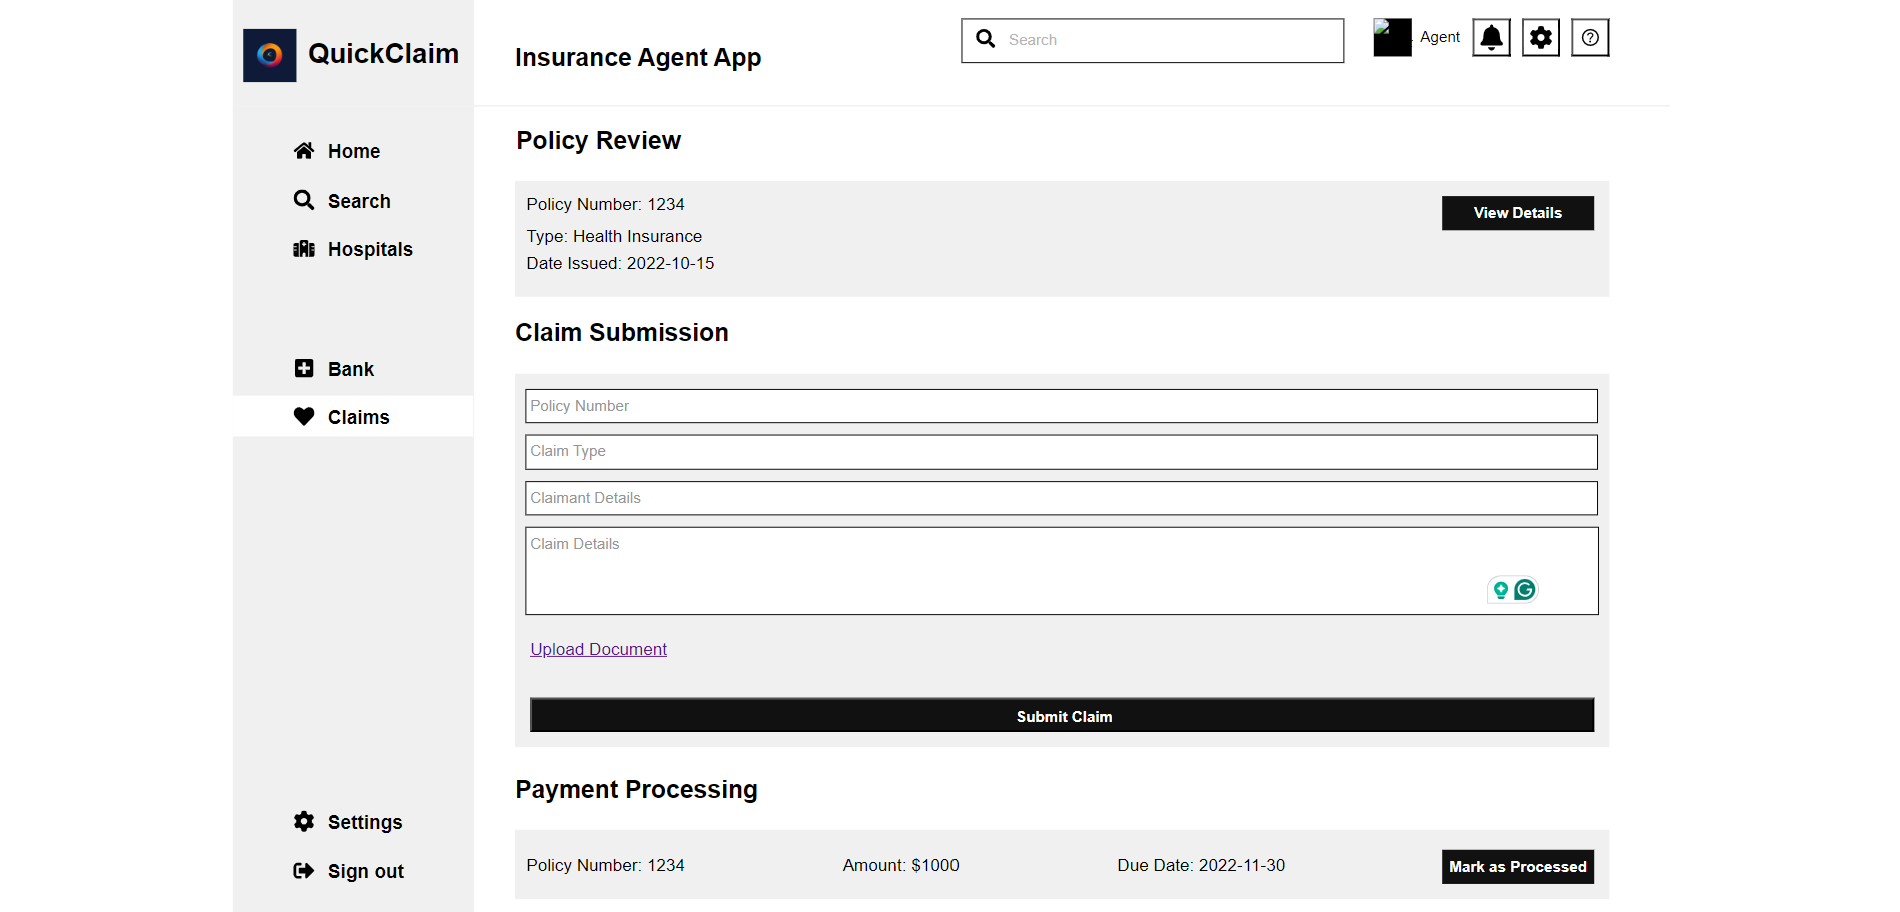 QuickClaim
Home
Search
Hospitals
Bank
Claims
Settings
Sign out
Insurance Agent App
Search
Agent
Policy Review
Policy Number: 1234
Type: Health Insurance
Date Issued: 2022-10-15
View Details
Claim Submission
Policy Number
Claim Type
Claimant Details
Claim Details
Upload Document
Submit Claim
Payment Processing
Policy Number: 1234 Amount: $1000 Due Date: 2022-11-30 Mark as Processed